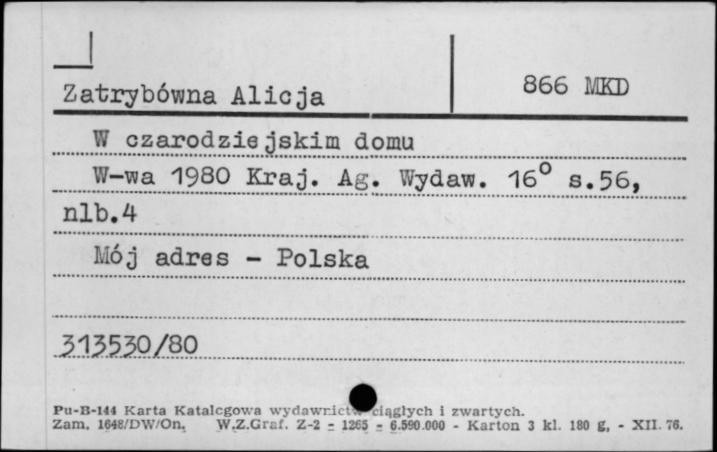 Zatrybówna Alicja
866 MKD
W czarodziejskim domu
W-wa 1980 Kraj. Ag. Wydaw. 16° s.56,
nlb.4
Mój adres - Polska
313530/80
Pu-B-144 Karta Katalogowa wydawnictw ciągłych i zwartych.
Zam. 1648/DW/On. W.Z.Graf. Z-2 - 1265 - 6.590.000 - Karton 3 kl. 180 g, - XII. 76.